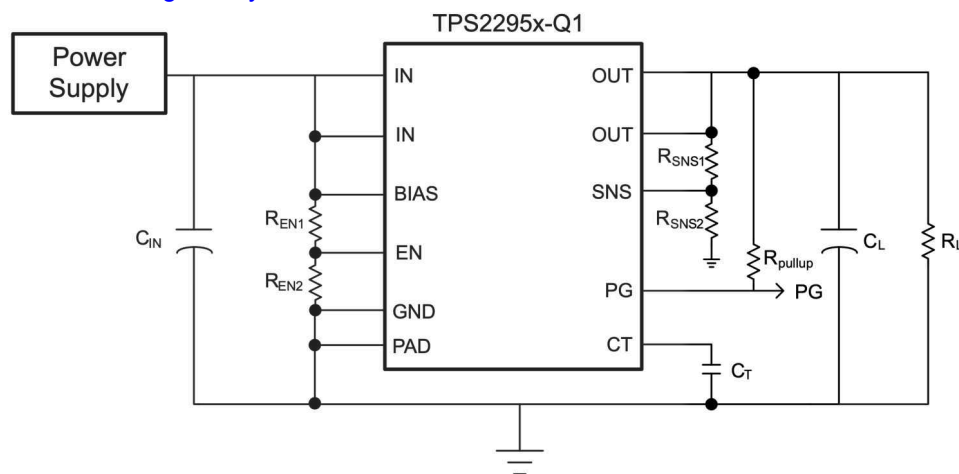 TPS2295x-Q1
Power
Supply
IN
OUT
IN
OUT
R_SNS1
BIAS
SNS
R_EN1
R_SNS2
C_IN
C_L
R_L
EN
R_pullup
R_EN2
PG
PG
GND
PAD
CT
C_T